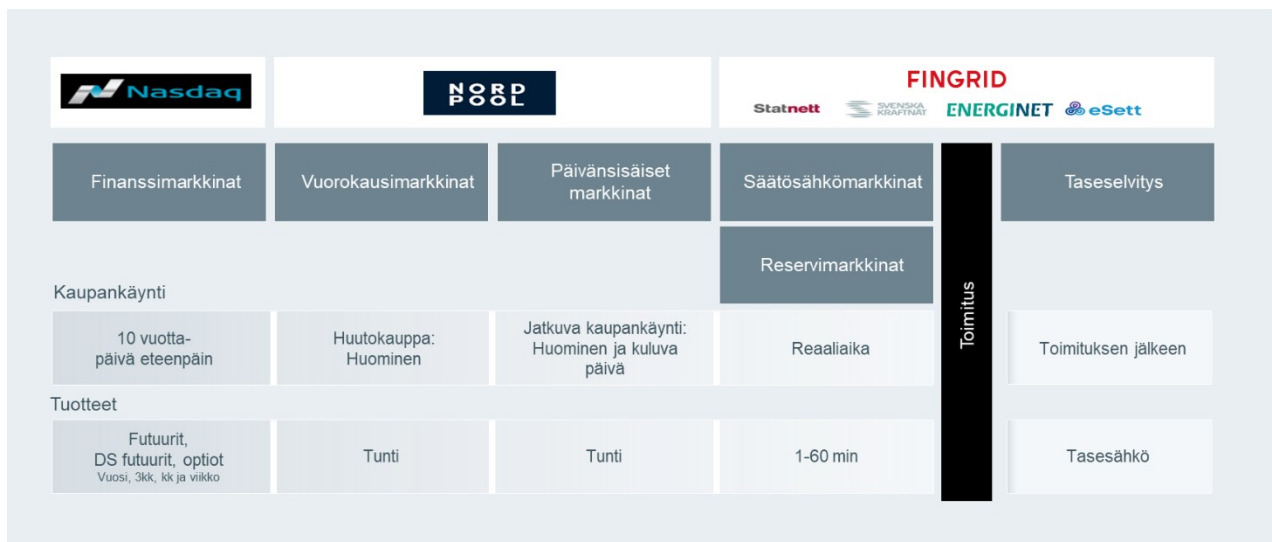 Nasdaq
NORD
POOL
FINGRID
Statnett
SVENSKA
KRAFTNÄT
ENERGINET
eSett
Finanssimarkkinat
Vuorokausimarkkinat
Päivänsisäiset
markkinat
Säätösähkömarkkinat
Taseselvitys
Reservimarkkinat
Toimitus
Kaupankäynti
10 vuotta-
päivä eteenpäin
Huutokauppa:
Huominen
Jatkuva kaupankäynti:
Huominen ja kuluva
päivä
Reaaliaika
Toimituksen jälkeen
Tuotteet
Futuurit,
DS futuurit, optiot
Vuosi, 3kk, kk ja viikko
Tunti
Tunti
1-60 min
Tasesähkö